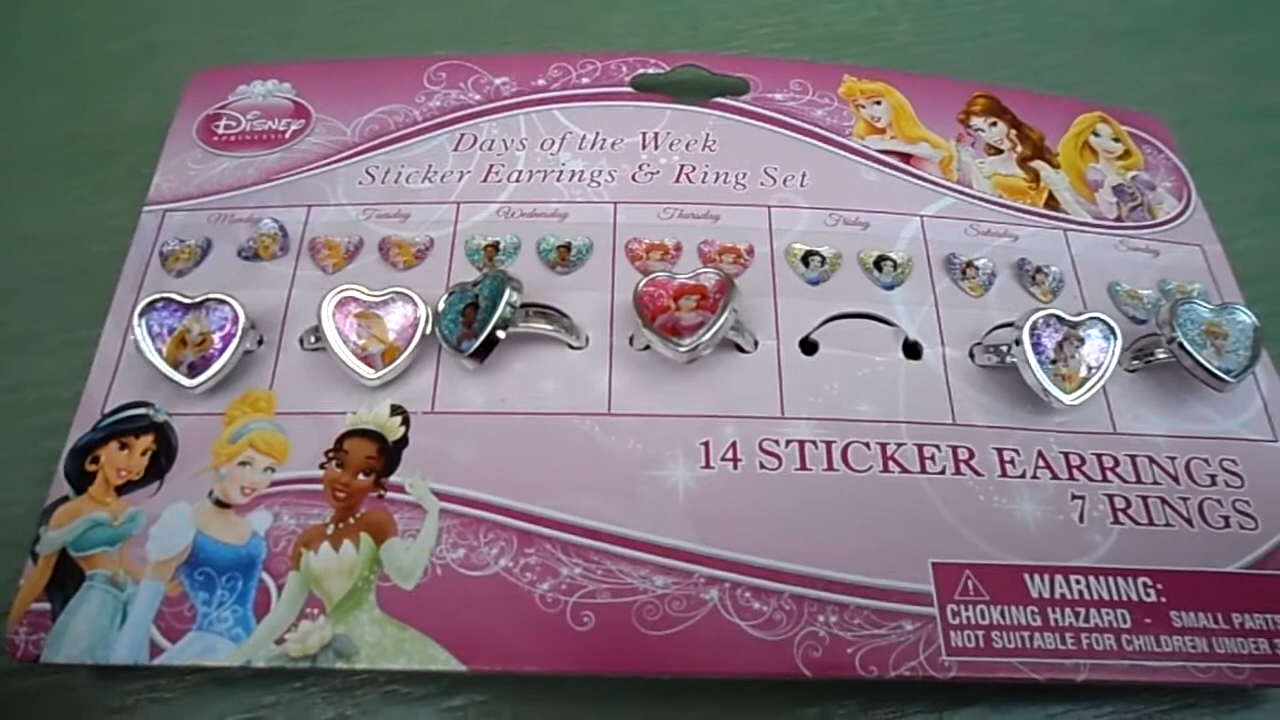 Disney
PRINCESS
Days of the Week
Sticker Earrings & Ring Set
Monday Tuesday Wednesday Thursday Friday Saturday Sunday
14 STICKER EARRINGS
7 RINGS
WARNING:
CHOKING HAZARD - SMALL PARTS
NOT SUITABLE FOR CHILDREN UNDER 3